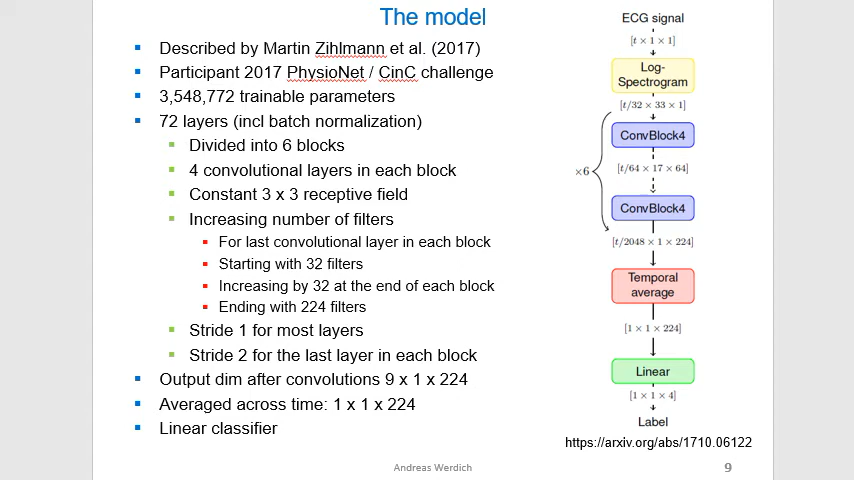 The model
Described by Martin Zihlmann et al. (2017)
Participant 2017 PhysioNet / CinC challenge
3,548,772 trainable parameters
72 layers (incl batch normalization)
Divided into 6 blocks
4 convolutional layers in each block
Constant 3 x 3 receptive field
Increasing number of filters
For last convolutional layer in each block
Starting with 32 filters
Increasing by 32 at the end of each block
Ending with 224 filters
Stride 1 for most layers
Stride 2 for the last layer in each block
Output dim after convolutions 9 x 1 x 224
Averaged across time: 1 x 1 x 224
Linear classifier
ECG signal
[t × 1 × 1]
Log-
Spectrogram
[t/32 × 33 × 1]
ConvBlock4
×6
[t/64 × 17 × 64]
ConvBlock4
[t/2048 × 1 × 224]
Temporal
average
[1 × 1 × 224]
Linear
[1 × 1 × 4]
Label
https://arxiv.org/abs/1710.06122
Andreas Werdich
9